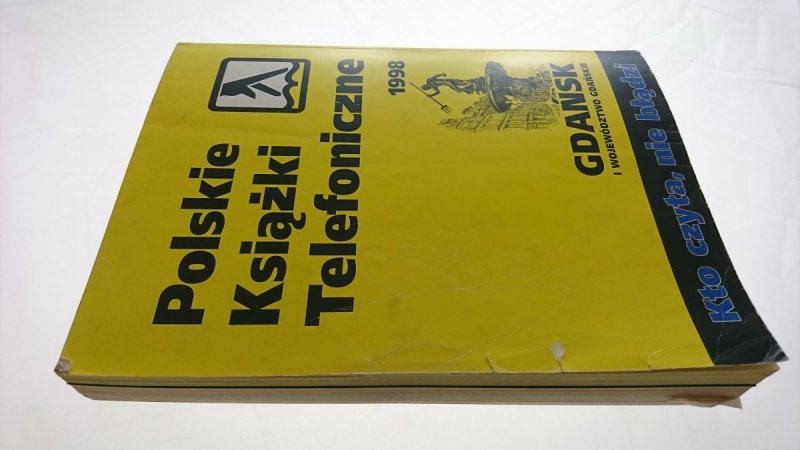 Polskie
Książki
Telefoniczne
1998
GDAŃSK
I WOJEWÓDZTWO GDAŃSKIE
Kto czyta, nie błądzi